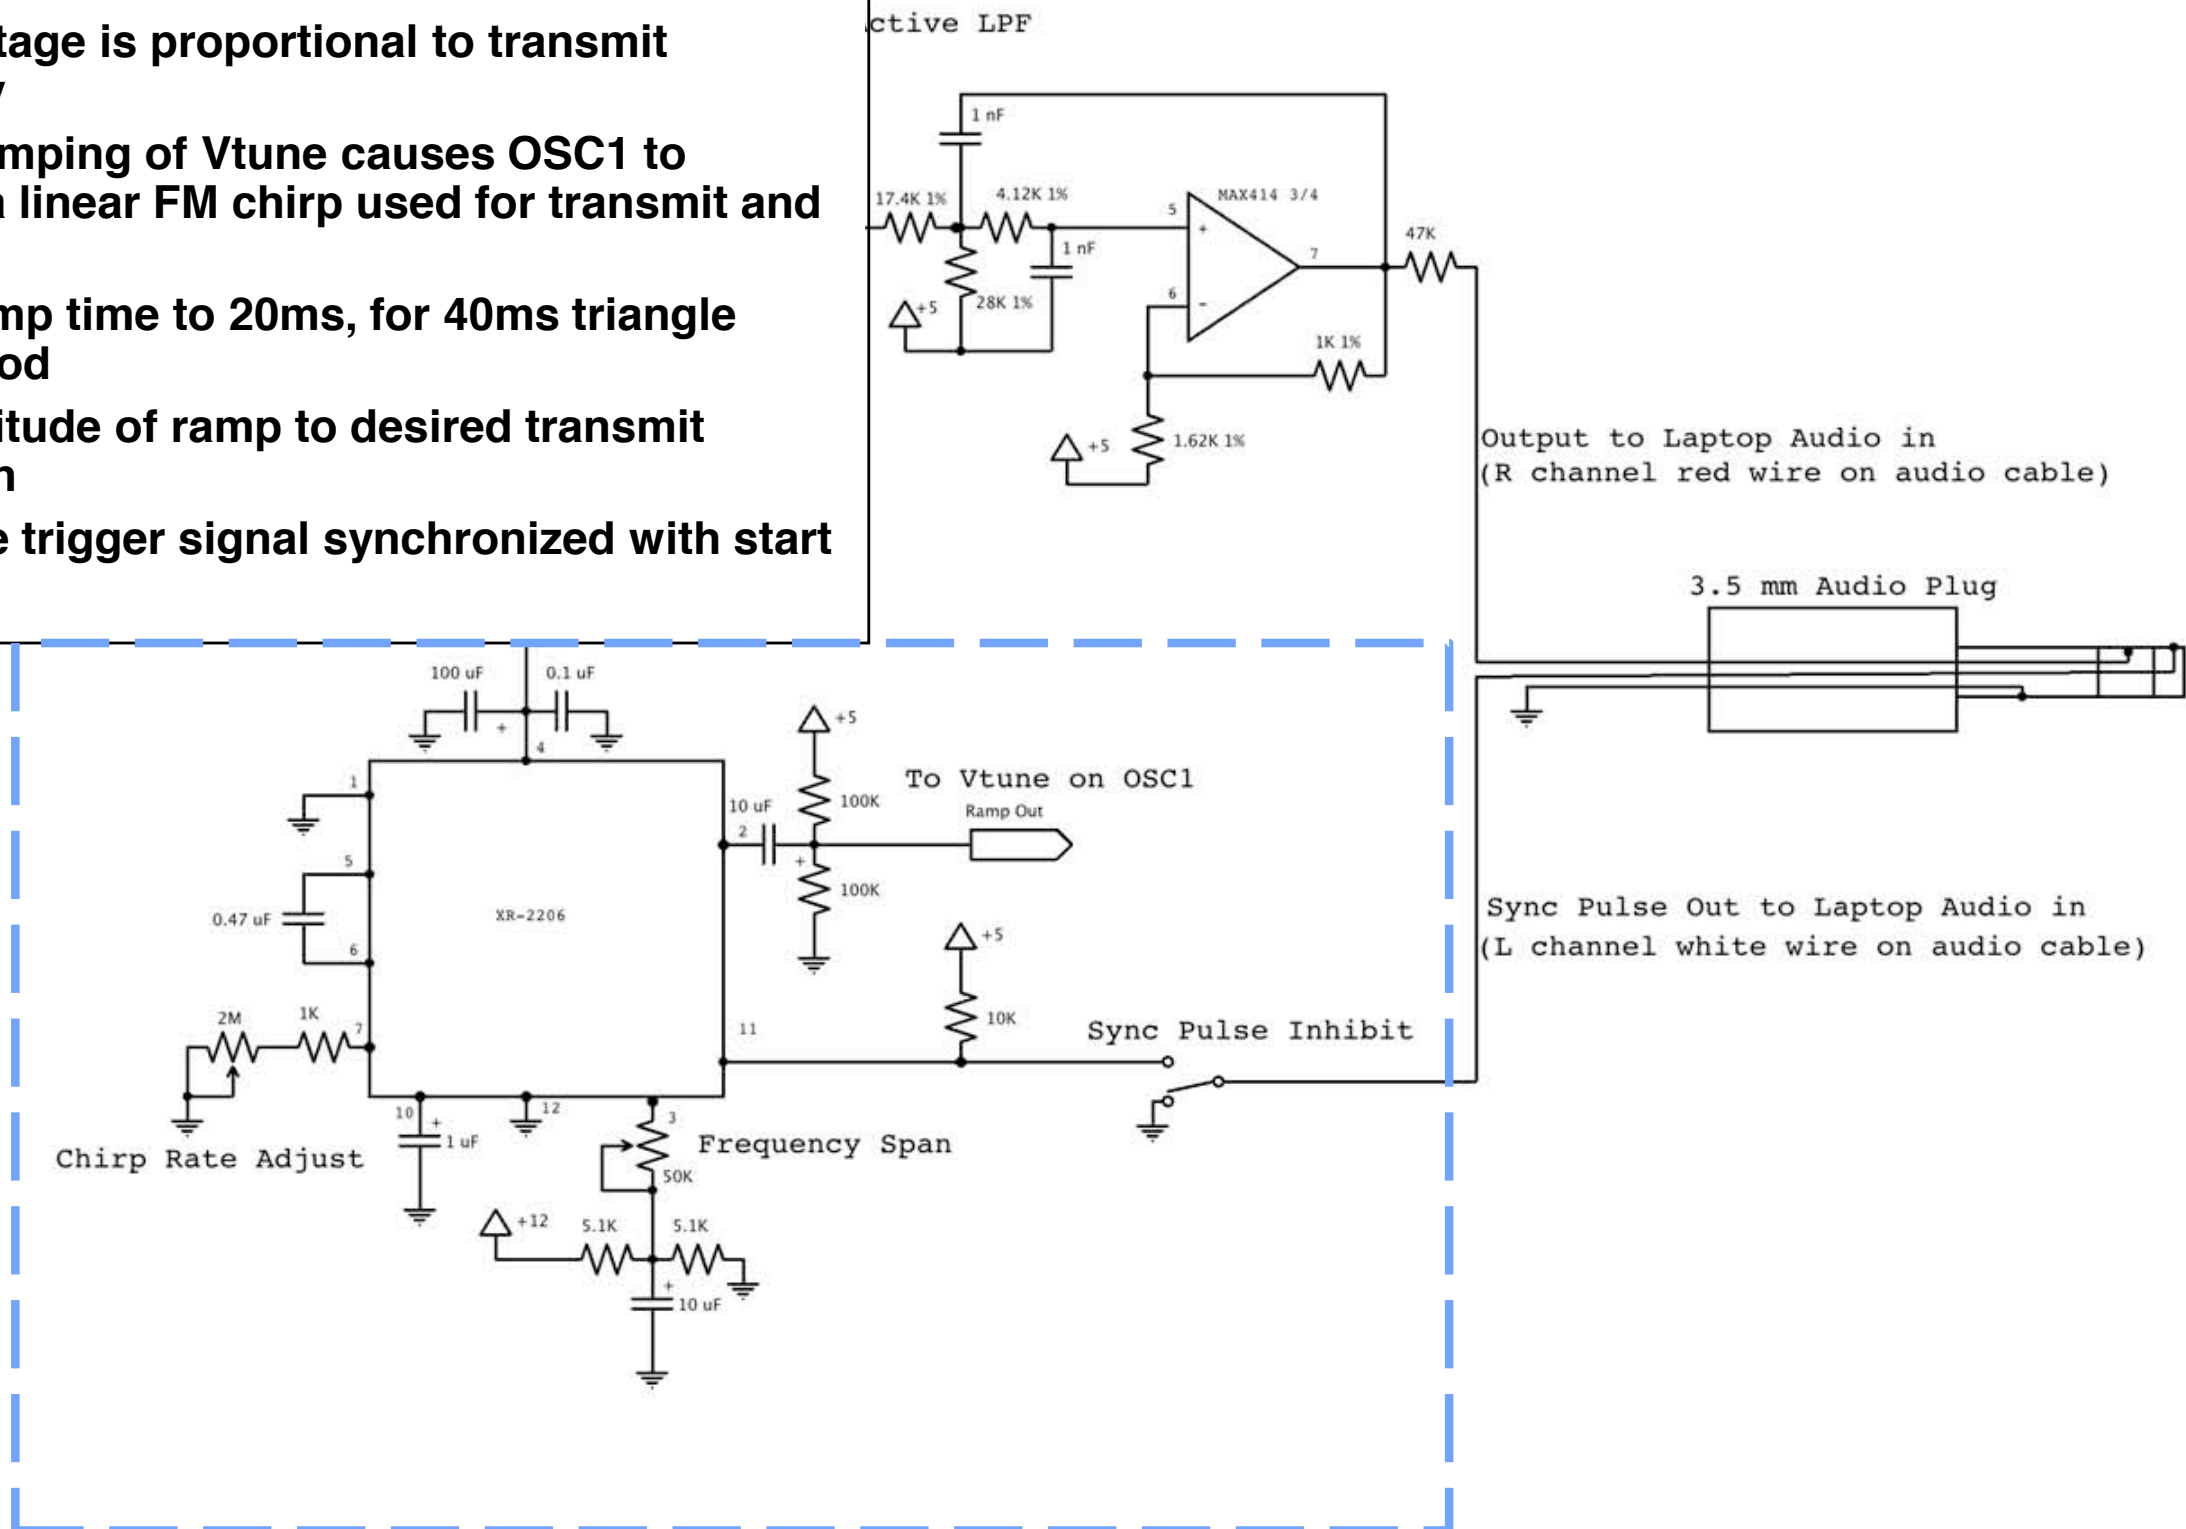 tage is proportional to transmit
y
mping of Vtune causes OSC1 to
a linear FM chirp used for transmit and
mp time to 20ms, for 40ms triangle
od
itude of ramp to desired transmit
n
e trigger signal synchronized with start
ctive LPF
1 nF
17.4K 1%
4.12K 1%
MAX414 3/4
5
+
1 nF
7
47K
6
-
+5
28K 1%
1K 1%
+5
1.62K 1%
Output to Laptop Audio in
(R channel red wire on audio cable)
3.5 mm Audio Plug
100 uF
0.1 uF
+
4
+5
1
To Vtune on OSC1
10 uF
100K
Ramp Out
2
5
+
100K
0.47 uF
XR-2206
6
+5
Sync Pulse Out to Laptop Audio in
(L channel white wire on audio cable)
2M
1K
7
11
10K
Sync Pulse Inhibit
10
+
12
3
1 uF
Chirp Rate Adjust
Frequency Span
50K
+12
5.1K
5.1K
+
10 uF